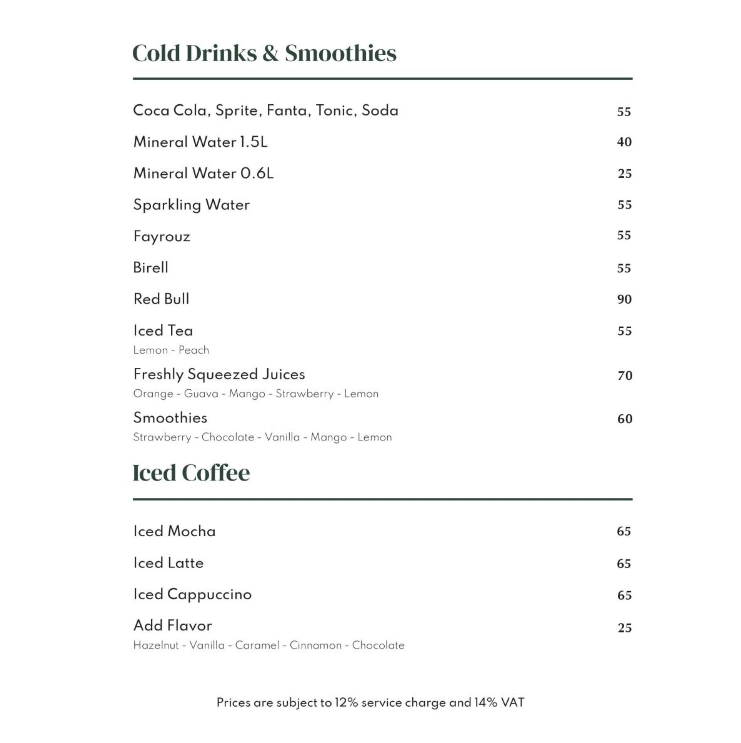 Cold Drinks & Smoothies
Coca Cola, Sprite, Fanta, Tonic, Soda 55
Mineral Water 1.5L 40
Mineral Water 0.6L 25
Sparkling Water 55
Fayrouz 55
Birell 55
Red Bull 90
Iced Tea 55
Lemon - Peach
Freshly Squeezed Juices 70
Orange - Guava - Mango - Strawberry - Lemon
Smoothies 60
Strawberry - Chocolate - Vanilla - Mango - Lemon
Iced Coffee
Iced Mocha 65
Iced Latte 65
Iced Cappuccino 65
Add Flavor 25
Hazelnut - Vanilla - Caramel - Cinnamon - Chocolate
Prices are subject to 12% service charge and 14% VAT